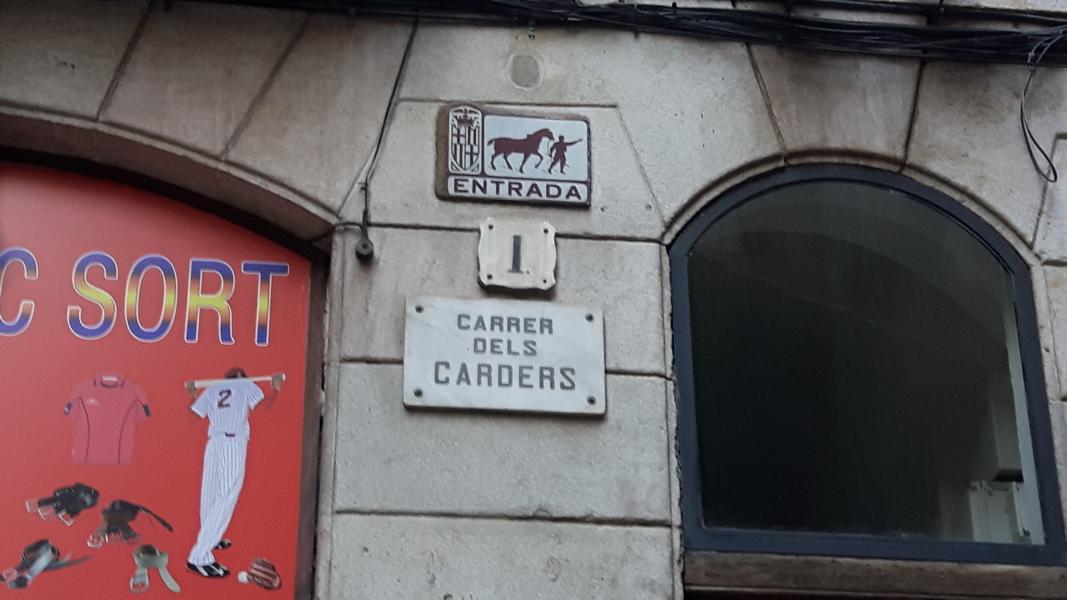 C SORT
2
ENTRADA
1
CARRER
DELS
CARDERS